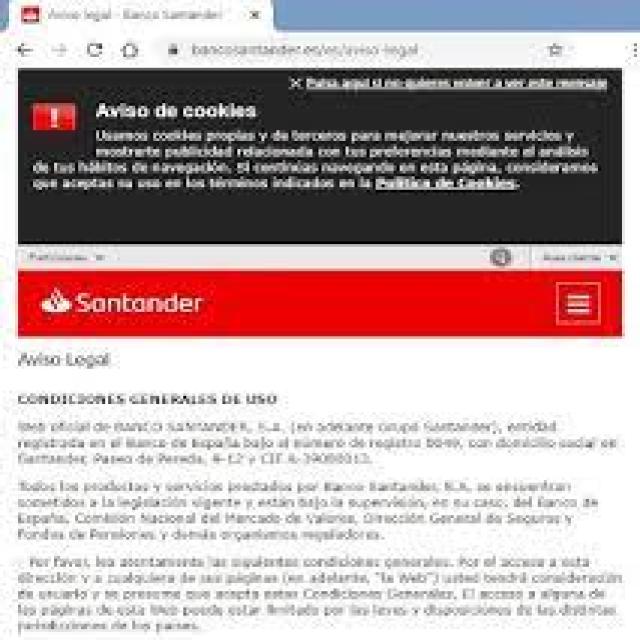 Aviso legal - Banco Santander
bancosantander.es/es/aviso-legal
Pulsa aquí si no quieres volver a ver este mensaje
Aviso de cookies
Usamos cookies propias y de terceros para mejorar nuestros servicios y
mostrarte publicidad relacionada con tus preferencias mediante el análisis
de tus hábitos de navegación. Si continúas navegando en esta página, consideramos
que aceptas su uso en los términos indicados en la Política de Cookies.
Particulares
Santander
Aviso Legal
CONDICIONES GENERALES DE USO
Web oficial de BANCO SANTANDER, S.A. (en adelante Grupo Santander), entidad
registrada en el Banco de España bajo el número de registro 0049, con domicilio social en
Santander, Paseo de Pereda, 9-12 y CIF A-39000013.
Todos los productos y servicios prestados por Banco Santander, S.A. se encuentran
sometidos a la legislación vigente y están bajo la supervisión, en su caso, del Banco de
España, Comisión Nacional del Mercado de Valores, Dirección General de Seguros y
Fondos de Pensiones y demás organismos reguladores.
Por favor, lea atentamente las siguientes condiciones generales. Por el acceso a esta
dirección y a cualquiera de sus páginas (en adelante, "la Web") usted tendrá consideración
de usuario y se presume que acepta estas Condiciones Generales. El acceso a alguna de
las páginas de esta Web puede estar limitado por las leyes y disposiciones de las distintas
jurisdicciones de los países.